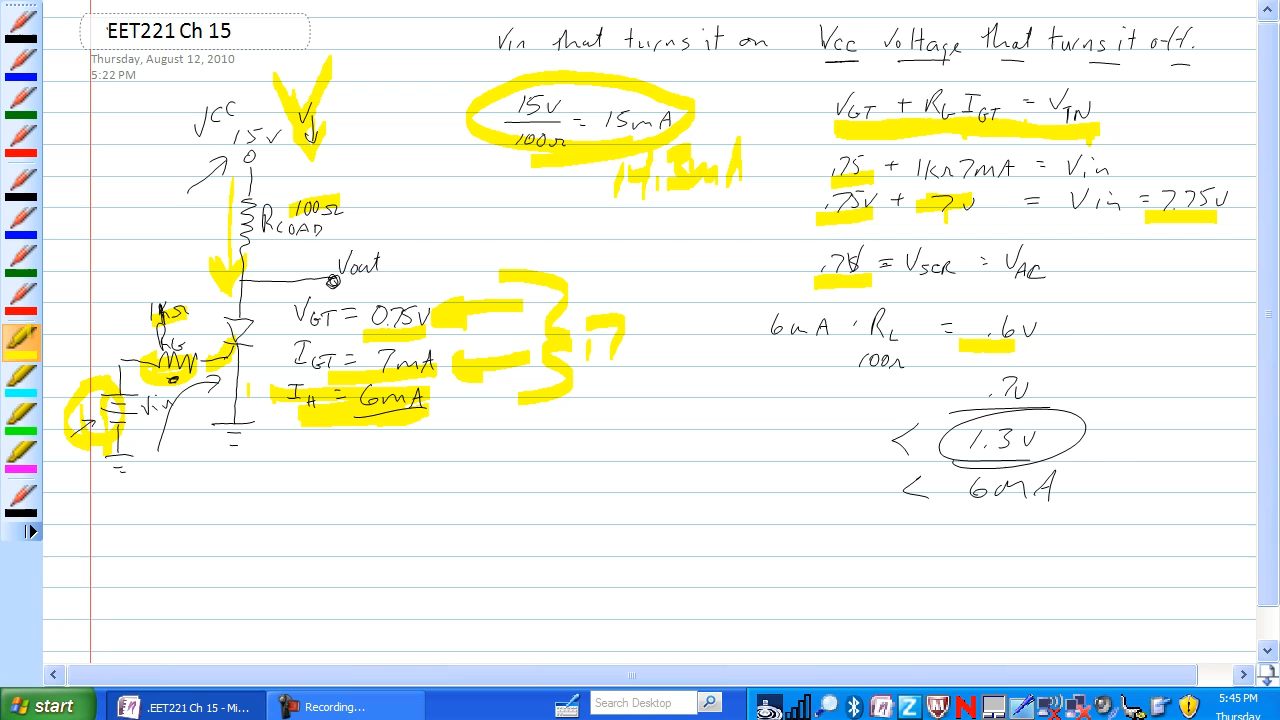 EET221 Ch 15
Thursday, August 12, 2010
5:22 PM
Vin that turns it on
Vcc voltage that turns it off.
VCC
15V
V
100Ω
RLOAD
Vout
15V / 100Ω = 15mA
14.3mA
VGT + RG IGT = VIN
.75 + 1KΩ 7mA = Vin
.75V + 7V = Vin = 7.75V
.7V = VSCR = VAC
1KΩ
RG
Vin
VGT = 0.75V
IGT = 7mA
IH = 6mA
6mA · RL = .6V
100Ω
.7V
< 1.3V
< 6mA
start
.EET221 Ch 15 - Mi...
Recording...
Search Desktop
5:45 PM
Thursday